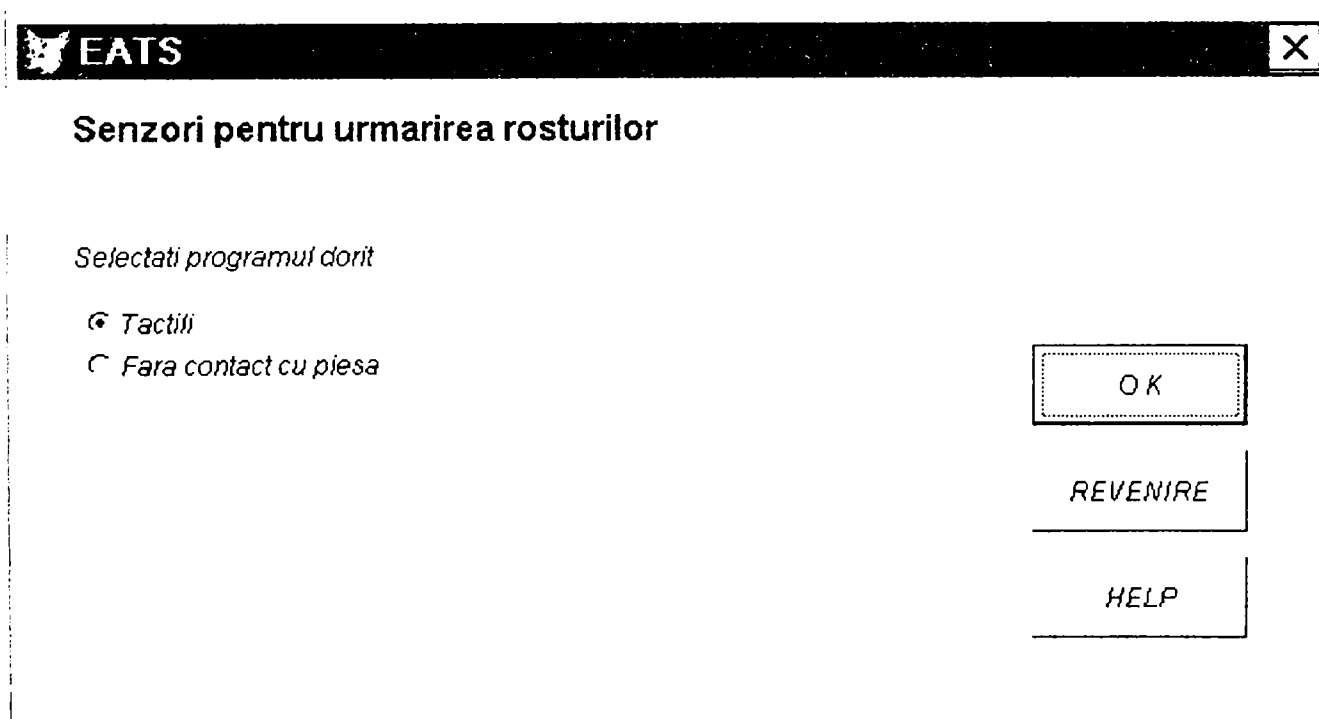 EATS
Senzori pentru urmarirea rosturilor
Selectati programul dorit
Tactili
Fara contact cu piesa
OK
REVENIRE
HELP